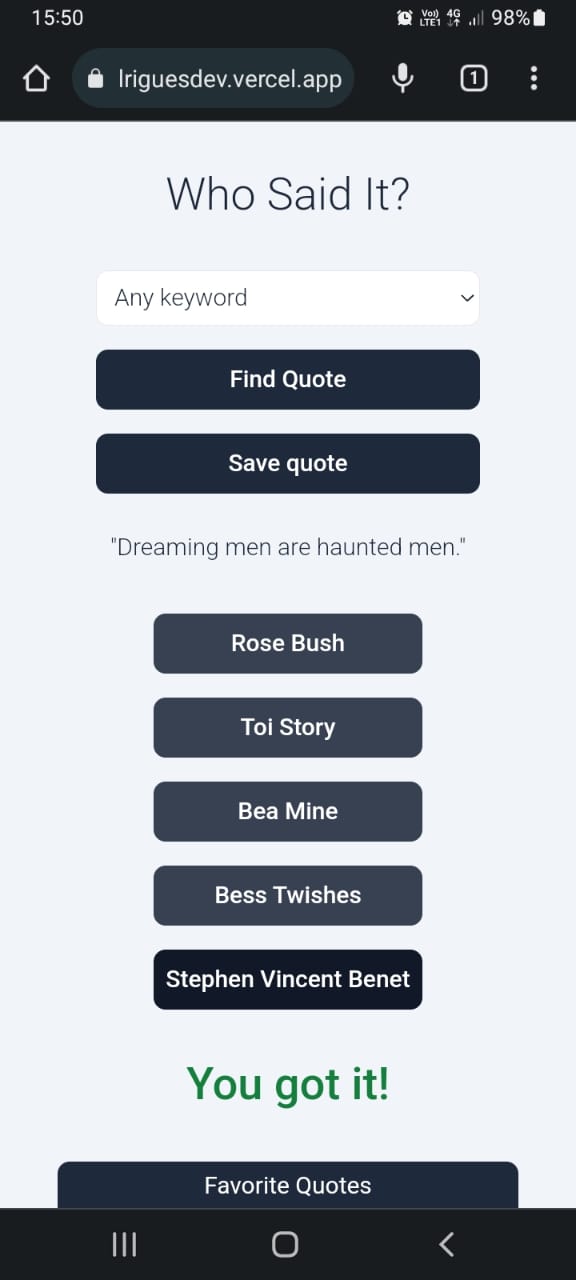 15:50
Vo)) 4G
LTE1
98%
lriguesdev.vercel.app
1
Who Said It?
Any keyword
Find Quote
Save quote
"Dreaming men are haunted men."
Rose Bush
Toi Story
Bea Mine
Bess Twishes
Stephen Vincent Benet
You got it!
Favorite Quotes